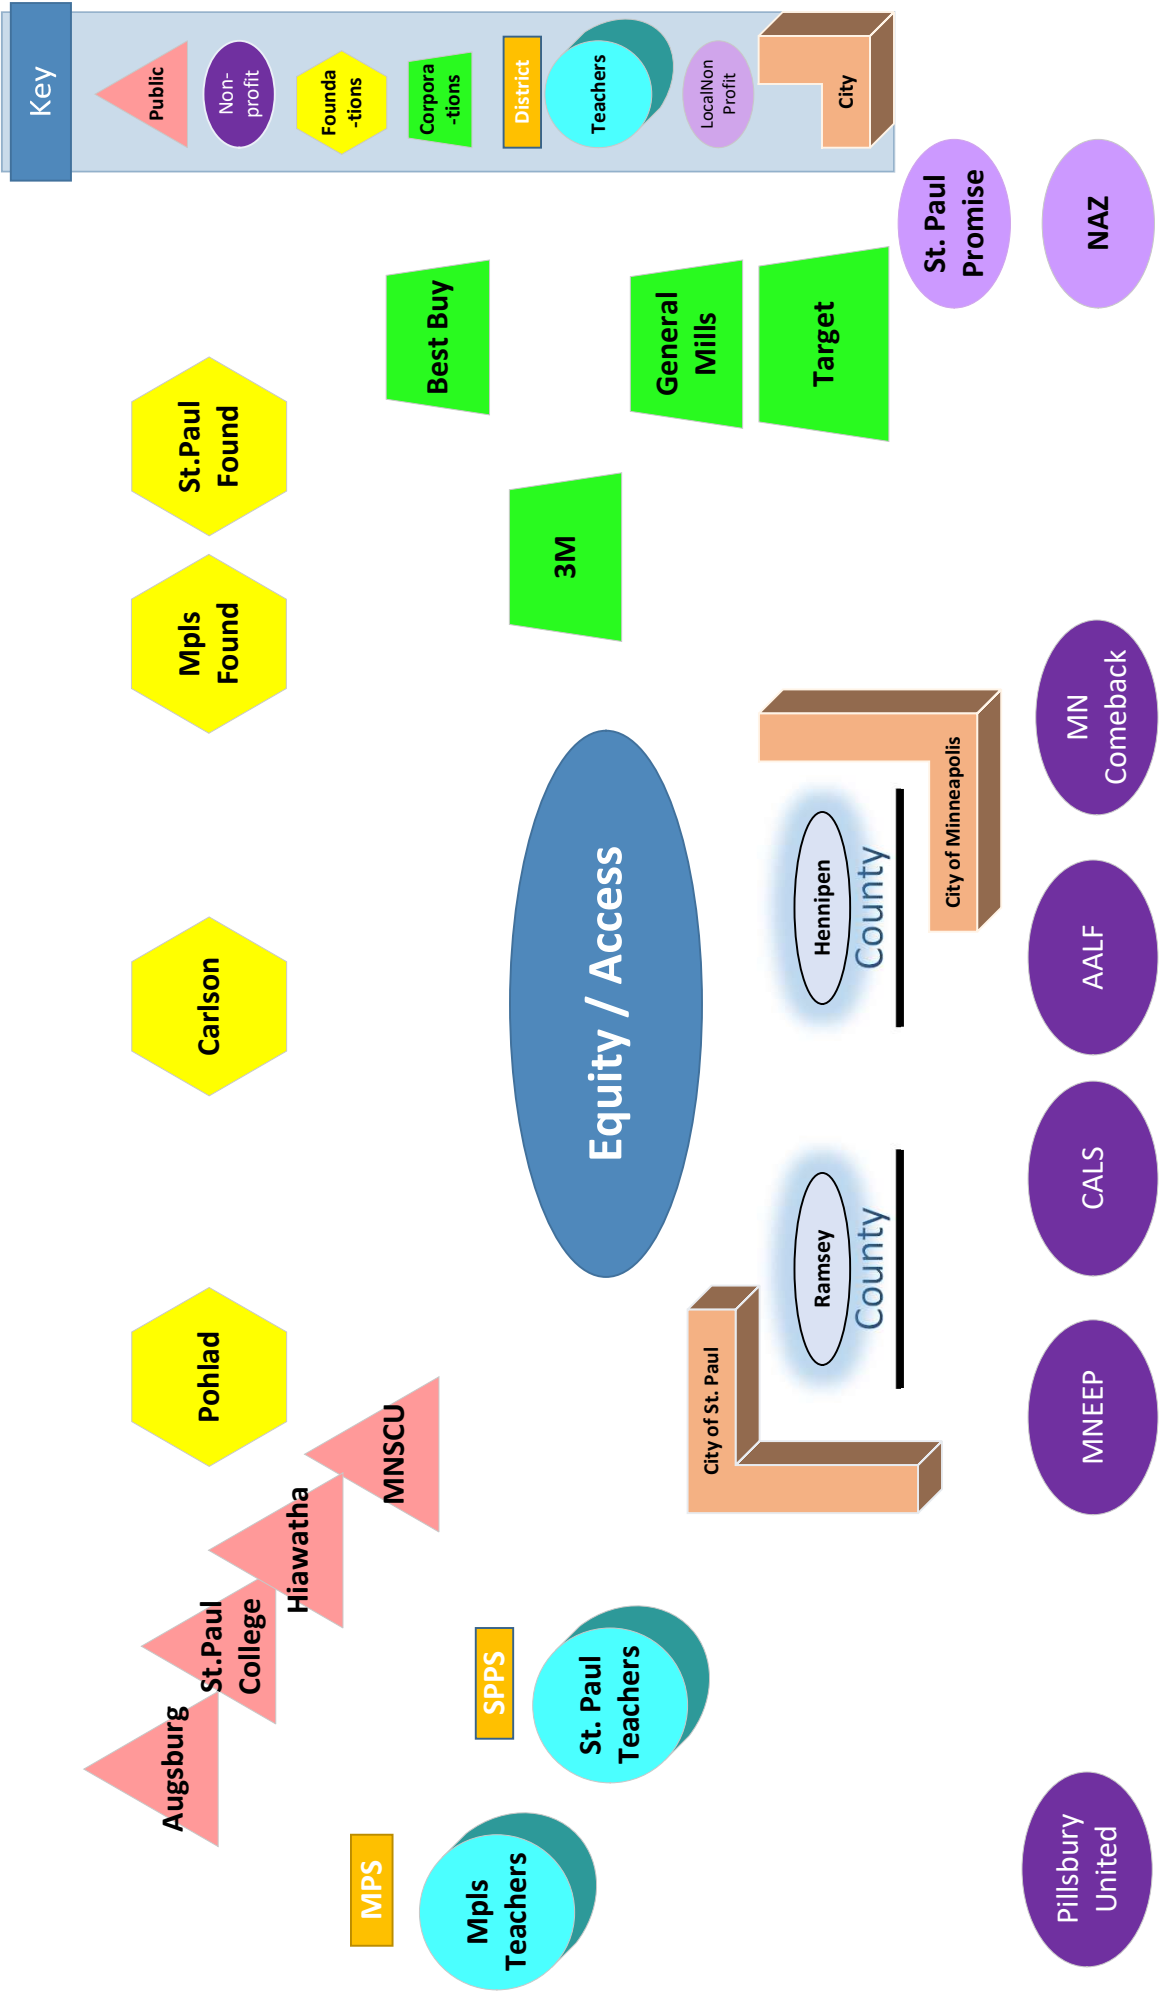 Augsburg
St.Paul
College
Hiawatha
MNSCU
Pohlad
Carlson
Mpls
Found
St.Paul
Found
MPS
Mpls
Teachers
SPPS
St. Paul
Teachers
Equity / Access
3M
Best Buy
General
Mills
Target
City of St. Paul
Ramsey
County
Hennipen
County
City of Minneapolis
Pillsbury
United
MNEEP
CALS
AALF
MN
Comeback
St. Paul
Promise
NAZ
Key
Public
Non-
profit
Founda
-tions
Corpora
-tions
District
Teachers
LocalNon
Profit
City